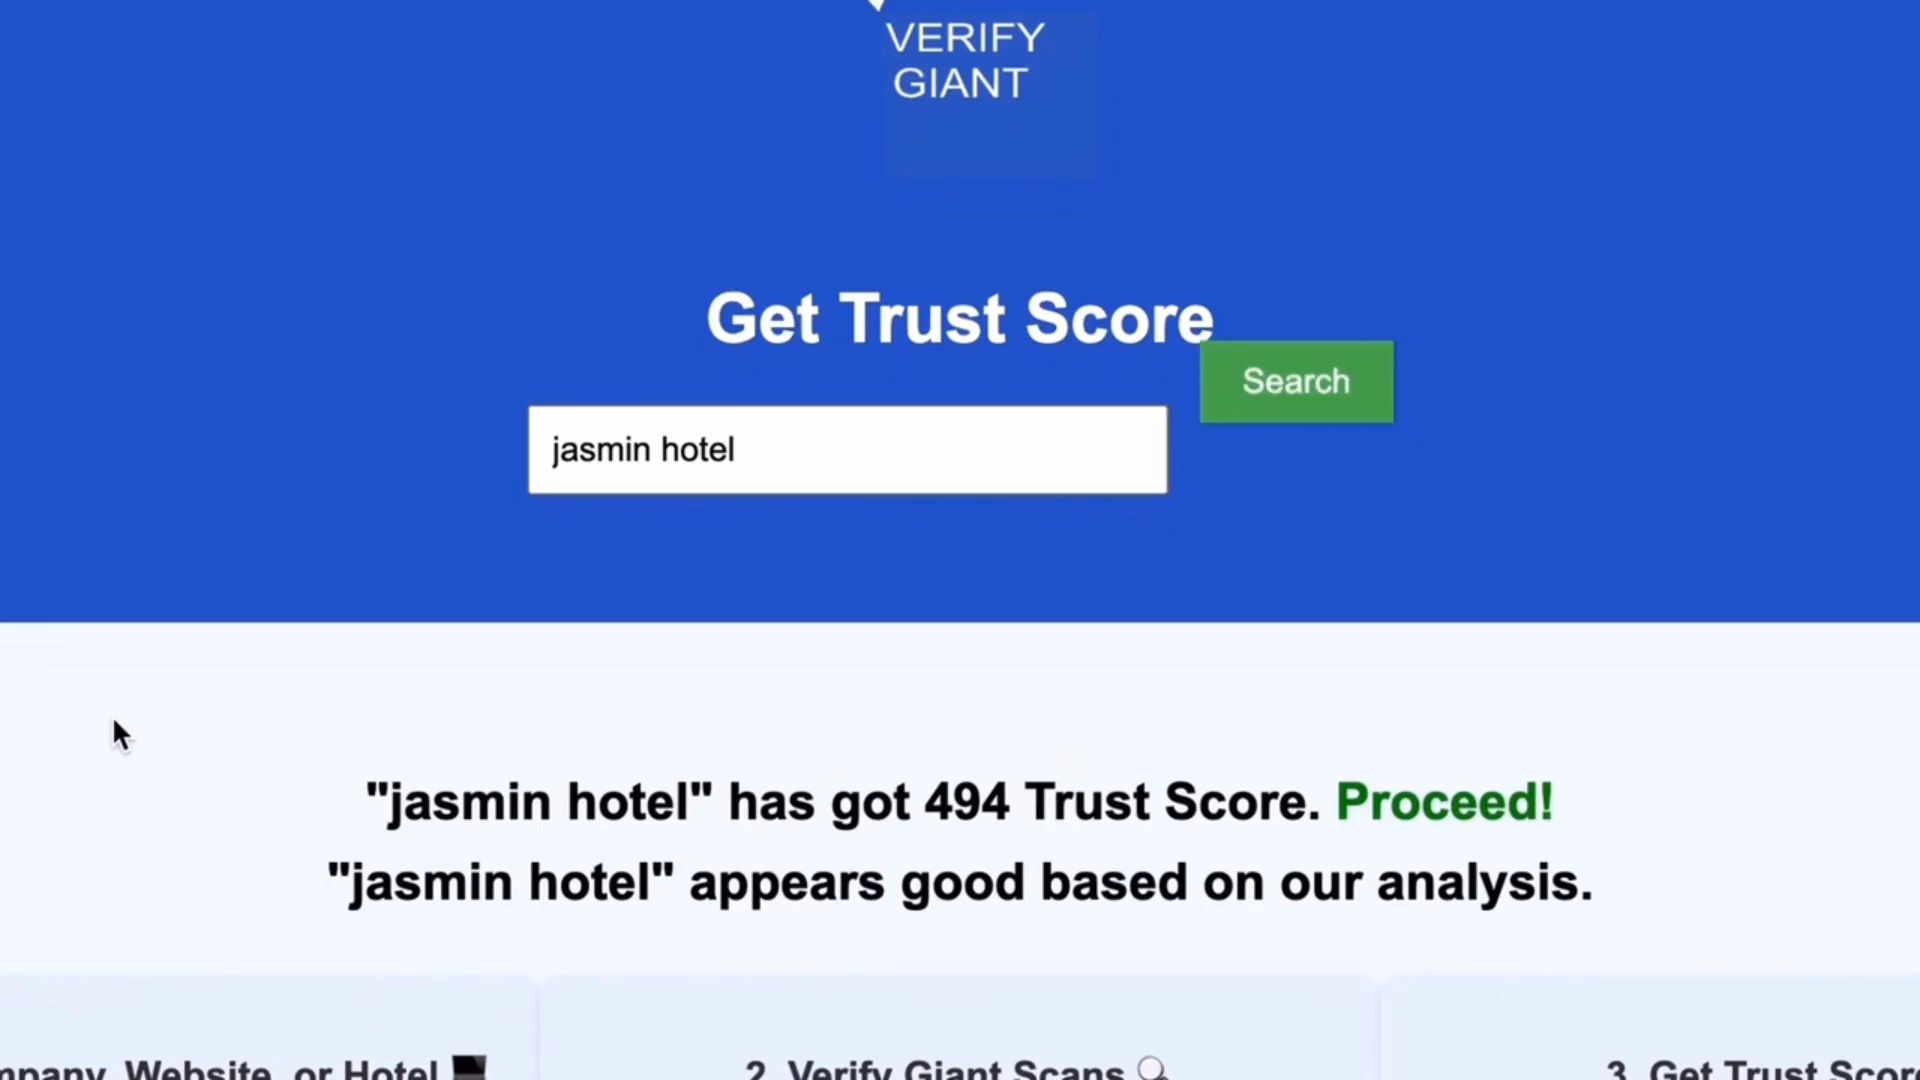 VERIFY
GIANT
Get Trust Score
Search
jasmin hotel
"jasmin hotel" has got 494 Trust Score. Proceed!
"jasmin hotel" appears good based on our analysis.
Website, or Hotel
2. Verify Giant Scans
3. Get Trust Score